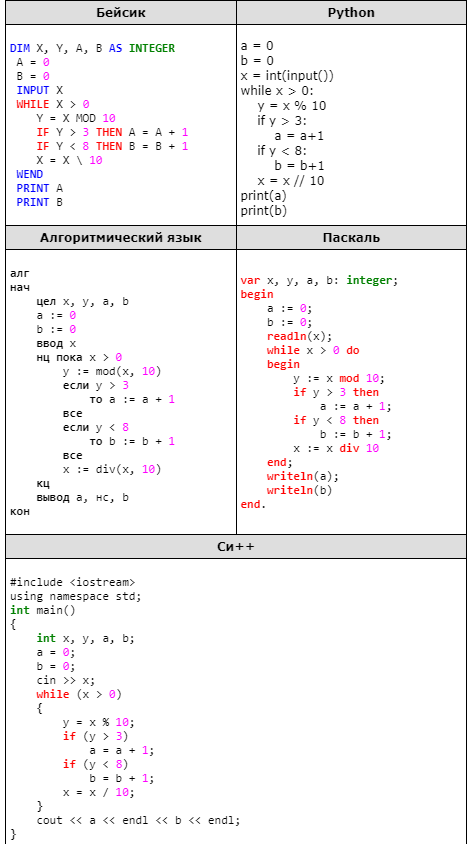 Бейсик
DIM X, Y, A, B AS INTEGER
A = 0
B = 0
INPUT X
WHILE X > 0
Y = X MOD 10
IF Y > 3 THEN A = A + 1
IF Y < 8 THEN B = B + 1
X = X \ 10
WEND
PRINT A
PRINT B
Python
a = 0
b = 0
x = int(input())
while x > 0:
y = x % 10
if y > 3:
a = a+1
if y < 8:
b = b+1
x = x // 10
print(a)
print(b)
Алгоритмический язык
алг
нач
цел x, y, a, b
a := 0
b := 0
ввод x
нц пока x > 0
y := mod(x, 10)
если y > 3
то a := a + 1
все
если y < 8
то b := b + 1
все
x := div(x, 10)
кц
вывод a, нс, b
кон
Паскаль
var x, y, a, b: integer;
begin
a := 0;
b := 0;
readln(x);
while x > 0 do
begin
y := x mod 10;
if y > 3 then
a := a + 1;
if y < 8 then
b := b + 1;
x := x div 10
end;
writeln(a);
writeln(b)
end.
Си++
#include <iostream>
using namespace std;
int main()
{
int x, y, a, b;
a = 0;
b = 0;
cin >> x;
while (x > 0)
{
y = x % 10;
if (y > 3)
a = a + 1;
if (y < 8)
b = b + 1;
x = x / 10;
}
cout << a << endl << b << endl;
}